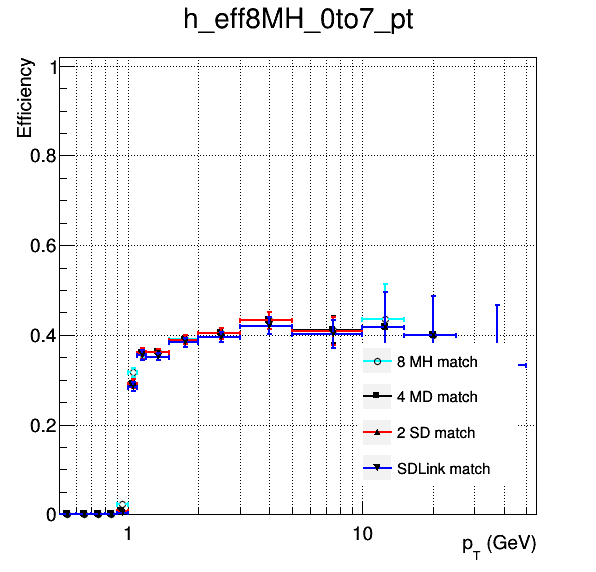 h_eff8MH_0to7_pt
Efficiency
1
0.8
0.6
0.4
0.2
0
8 MH match
4 MD match
2 SD match
SDLink match
1
10
p_T (GeV)